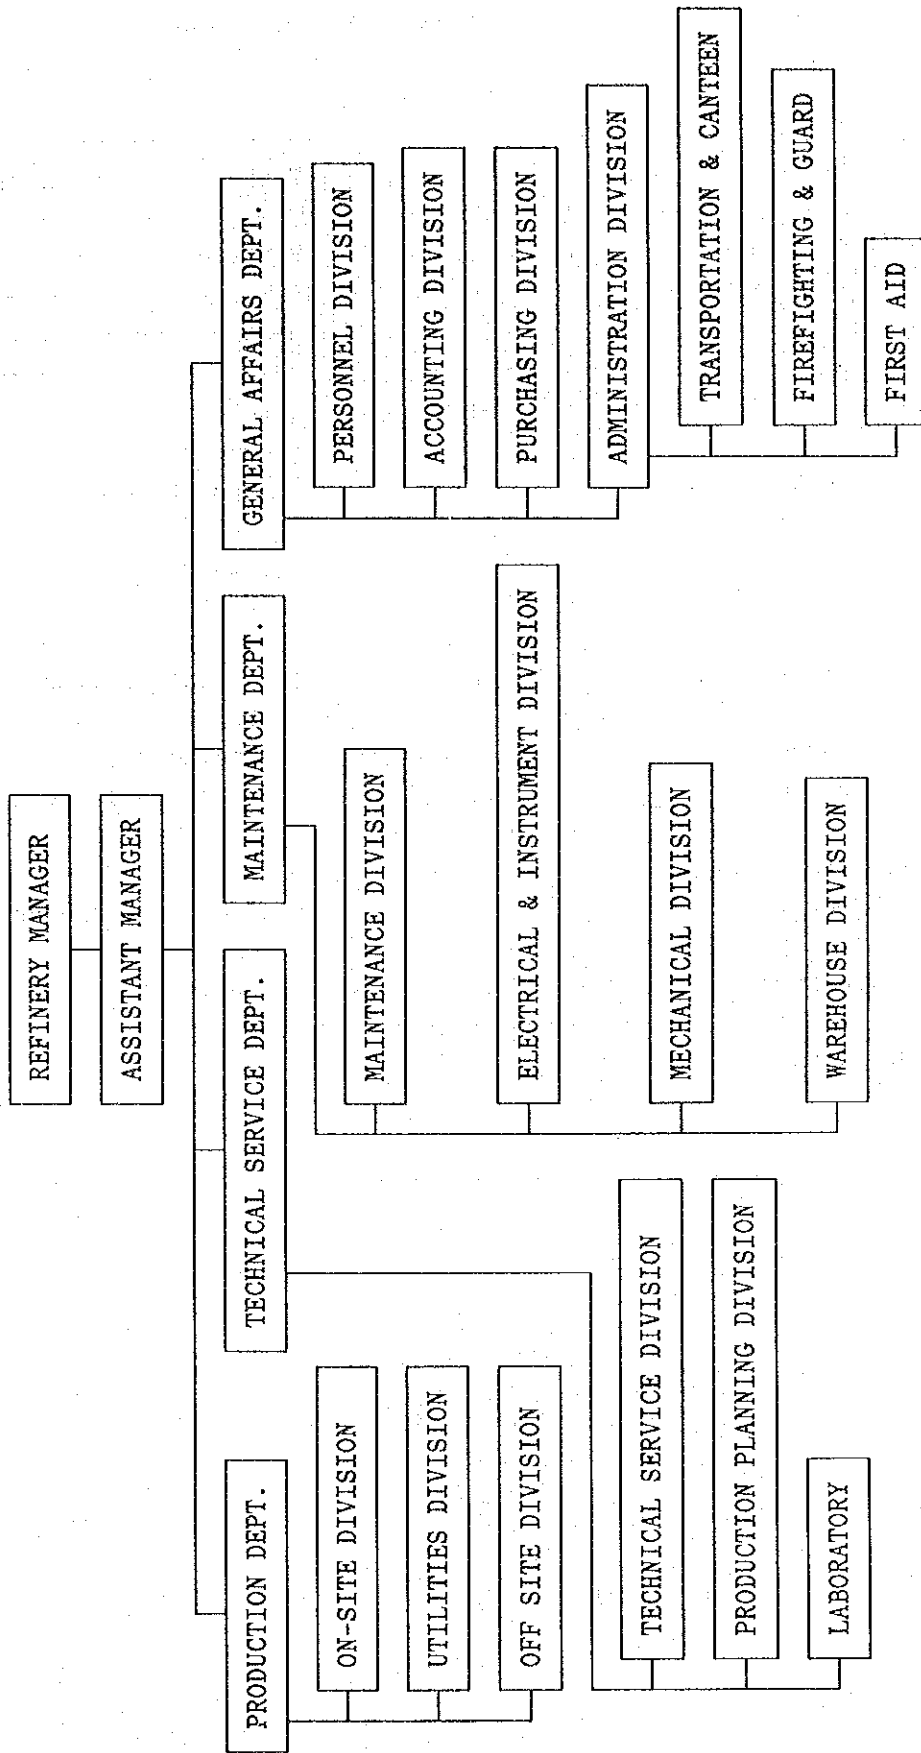 REFINERY MANAGER
ASSISTANT MANAGER
PRODUCTION DEPT.
ON-SITE DIVISION
UTILITIES DIVISION
OFF SITE DIVISION
TECHNICAL SERVICE DEPT.
TECHNICAL SERVICE DIVISION
PRODUCTION PLANNING DIVISION
LABORATORY
MAINTENANCE DEPT.
MAINTENANCE DIVISION
ELECTRICAL & INSTRUMENT DIVISION
MECHANICAL DIVISION
WAREHOUSE DIVISION
GENERAL AFFAIRS DEPT.
PERSONNEL DIVISION
ACCOUNTING DIVISION
PURCHASING DIVISION
ADMINISTRATION DIVISION
TRANSPORTATION & CANTEEN
FIREFIGHTING & GUARD
FIRST AID